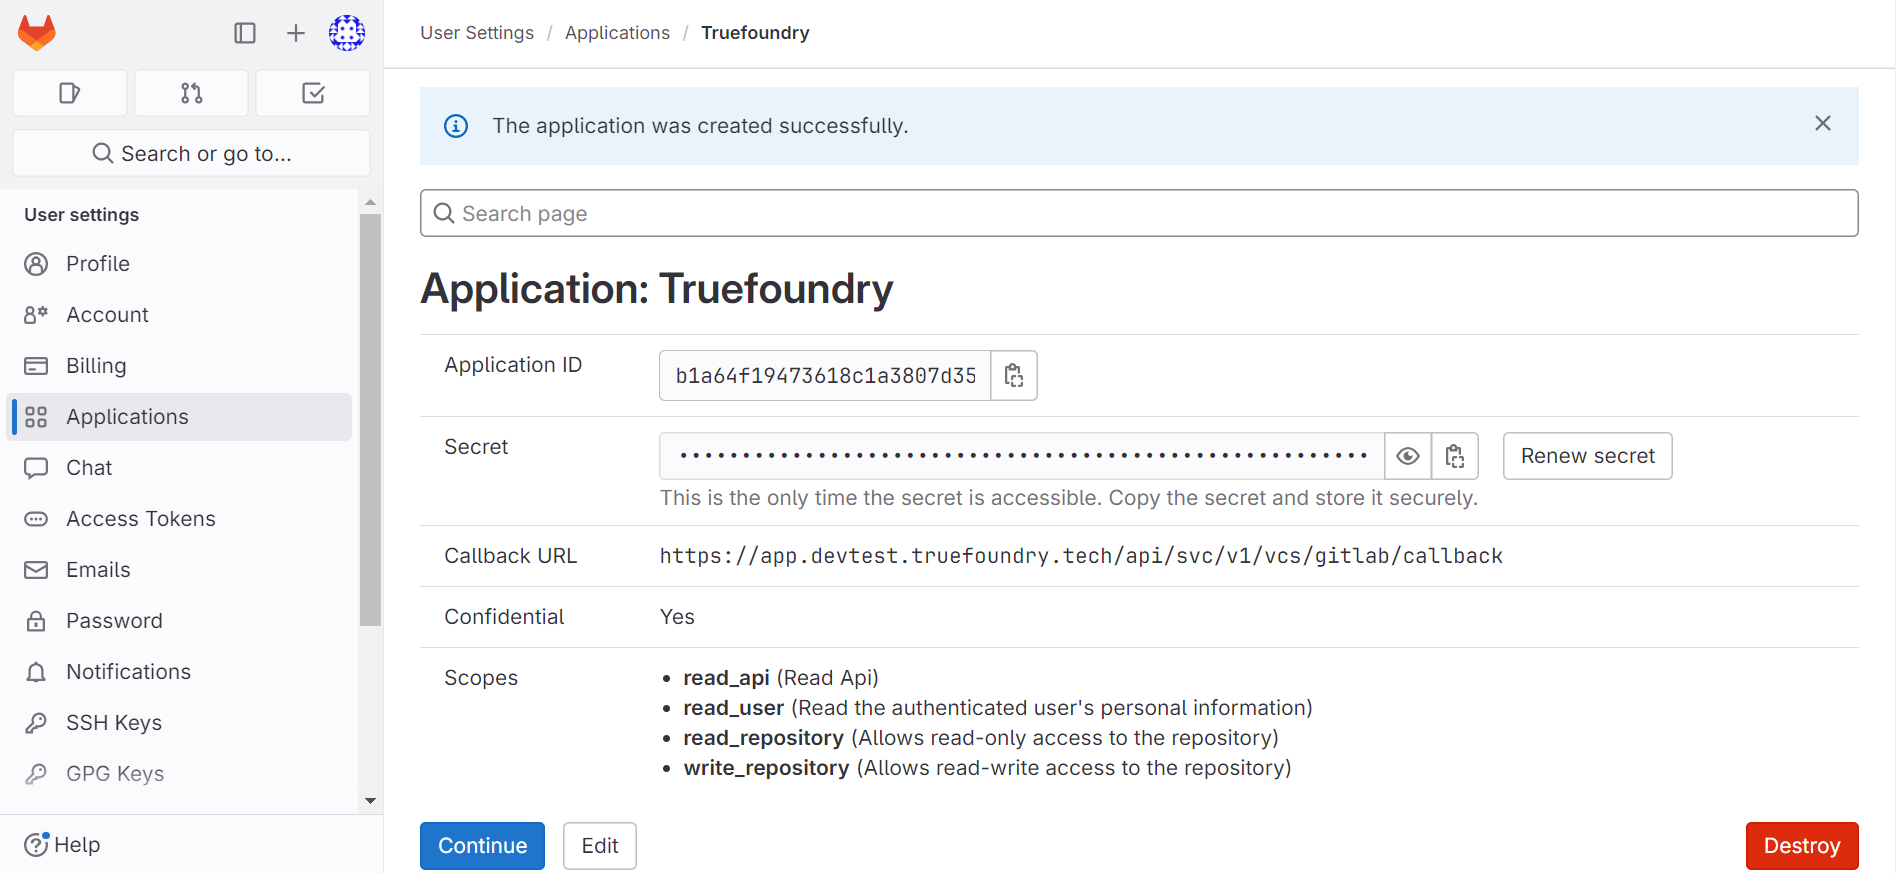 User Settings / Applications / Truefoundry
Search or go to...
User settings
Profile
Account
Billing
Applications
Chat
Access Tokens
Emails
Password
Notifications
SSH Keys
GPG Keys
Help
The application was created successfully.
Search page
Application: Truefoundry
Application ID
b1a64f19473618c1a3807d35
Secret
••••••••••••••••••••••••••••••••••••••••••••••••••••••••
Renew secret
This is the only time the secret is accessible. Copy the secret and store it securely.
Callback URL
https://app.devtest.truefoundry.tech/api/svc/v1/vcs/gitlab/callback
Confidential
Yes
Scopes
• read_api (Read Api)
• read_user (Read the authenticated user's personal information)
• read_repository (Allows read-only access to the repository)
• write_repository (Allows read-write access to the repository)
Continue
Edit
Destroy